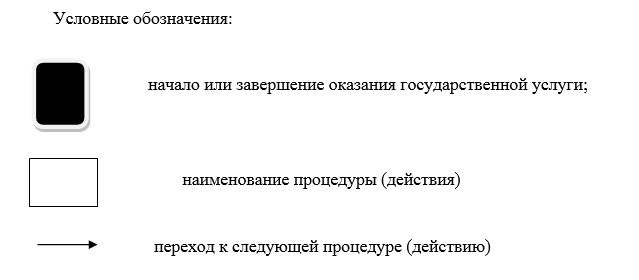 Условные обозначения:
начало или завершение оказания государственной услуги;
наименование процедуры (действия)
переход к следующей процедуре (действию)